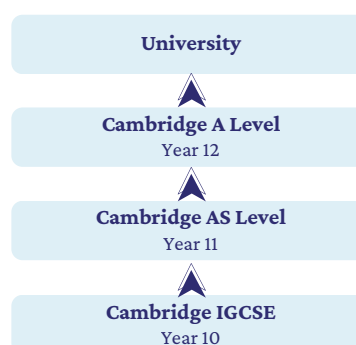 University
Cambridge A Level
Year 12
Cambridge AS Level
Year 11
Cambridge IGCSE
Year 10